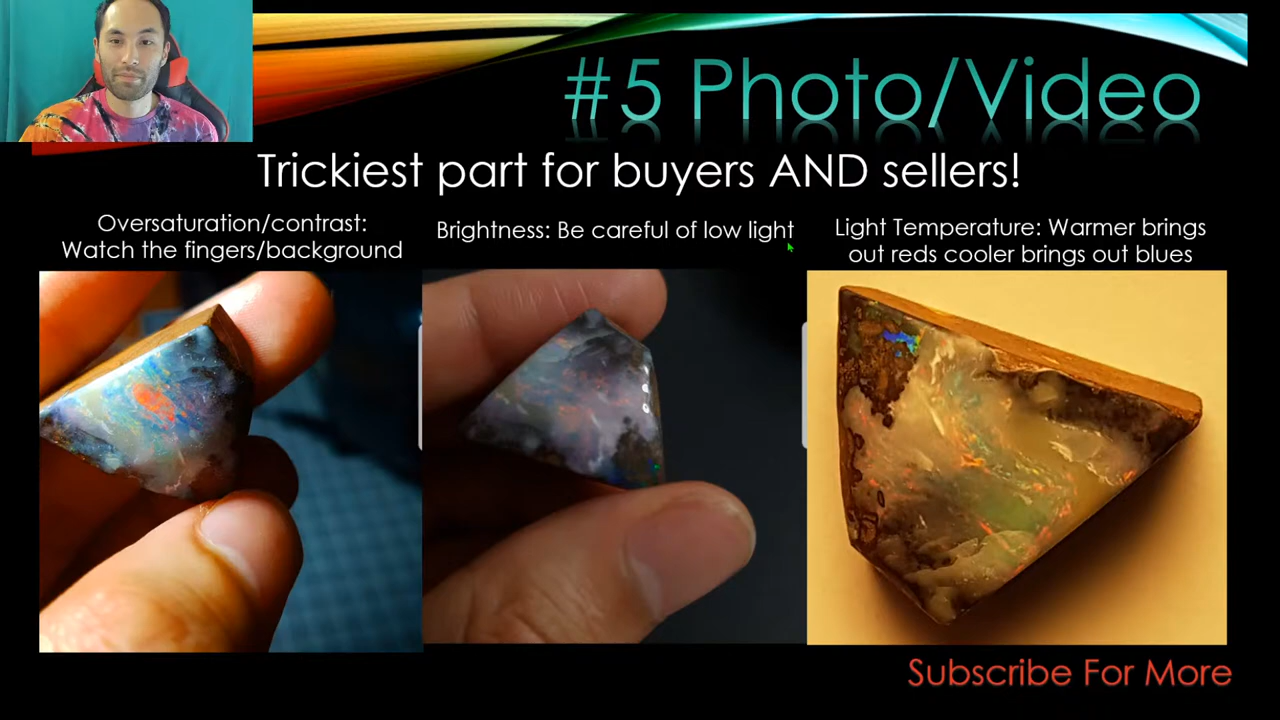 #5 Photo/Video
Trickiest part for buyers AND sellers!
Oversaturation/contrast:
Watch the fingers/background
Brightness: Be careful of low light
Light Temperature: Warmer brings
out reds cooler brings out blues
Subscribe For More